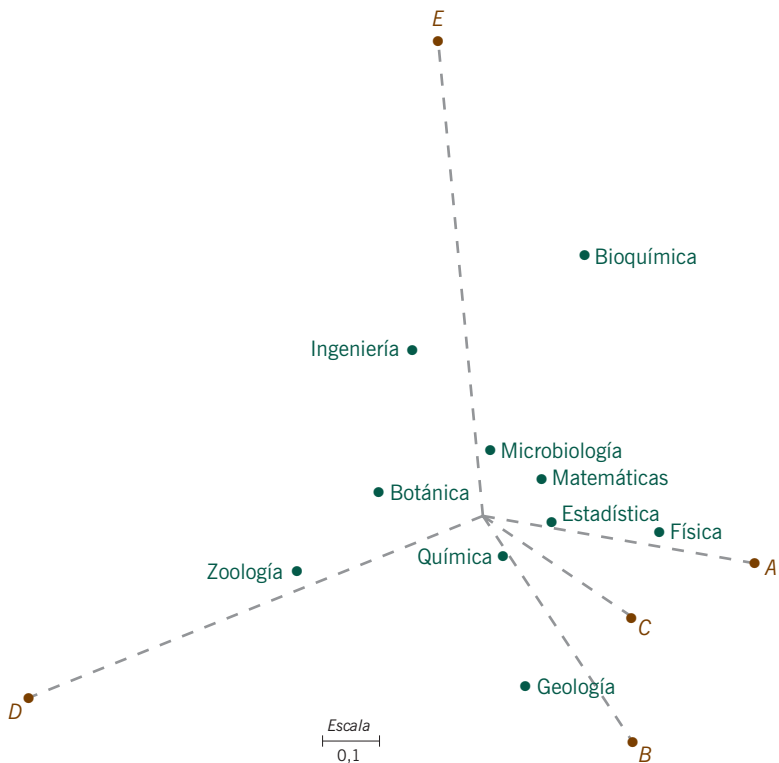 E
Bioquímica
Ingeniería
Microbiología
Matemáticas
Botánica
Estadística
Física
Química
Zoología
A
C
Geología
D
Escala
0,1
B